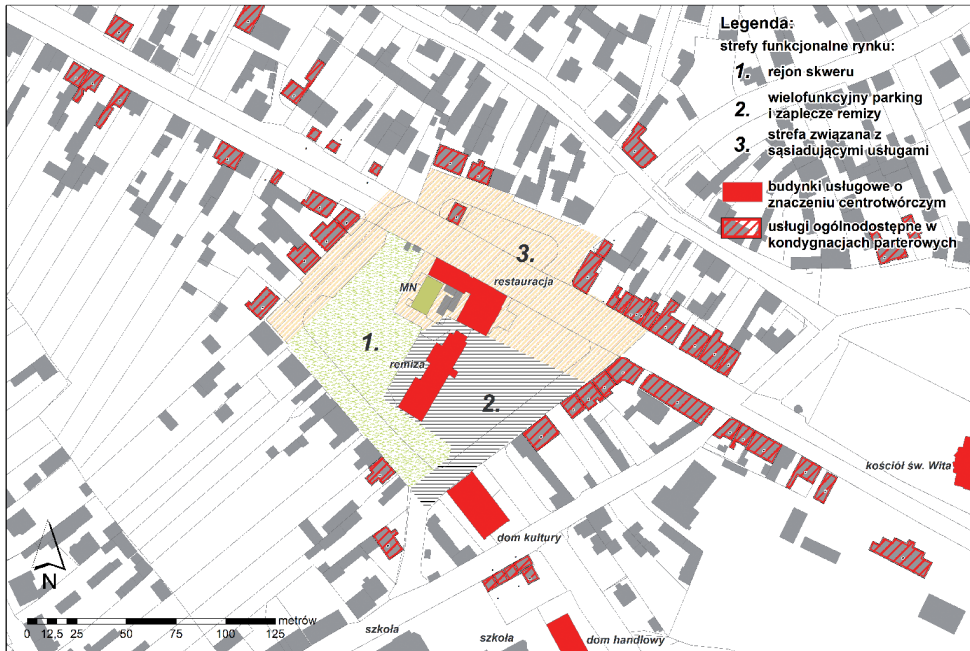 Legenda:
strefy funkcjonalne rynku:
1. rejon skweru
2. wielofunkcyjny parking
i zaplecze remizy
3. strefa związana z
sąsiadującymi usługami
budynki usługowe o
znaczeniu centrotwórczym
usługi ogólnodostępne w
kondygnacjach parterowych
3.
restauracja
MN
1.
remiza
2.
kościół św. Wita
dom kultury
szkoła
szkoła
dom handlowy
N
0 12,5 25 50 75 100 125 metrów